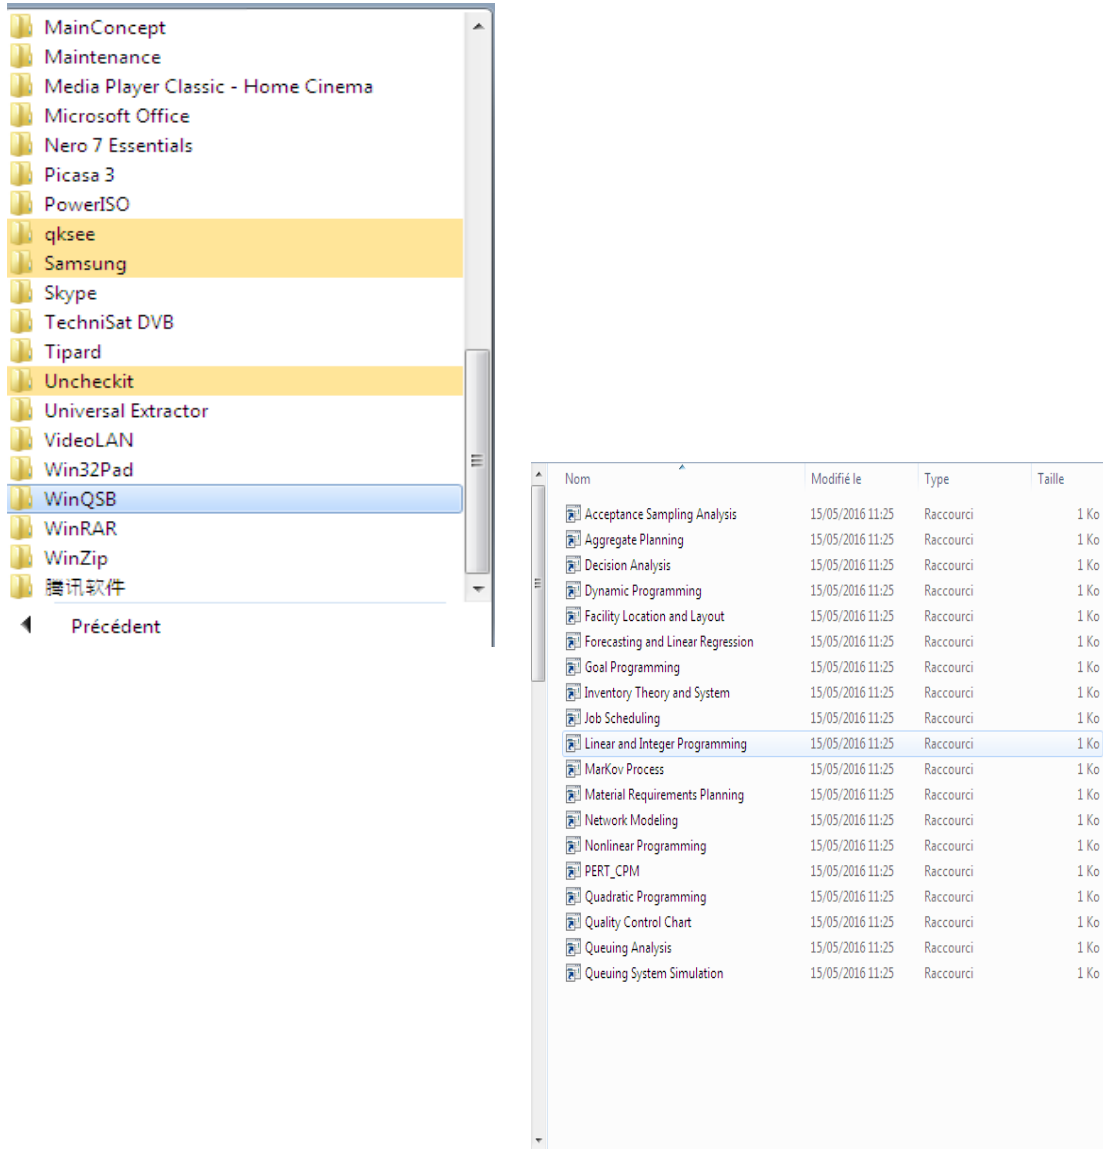 MainConcept
Maintenance
Media Player Classic - Home Cinema
Microsoft Office
Nero 7 Essentials
Picasa 3
PowerISO
qksee
Samsung
Skype
TechniSat DVB
Tipard
Uncheckit
Universal Extractor
VideoLAN
Win32Pad
WinQSB
WinRAR
WinZip
腾讯软件
Précédent
Nom Modifié le Type Taille
Acceptance Sampling Analysis 15/05/2016 11:25 Raccourci 1 Ko
Aggregate Planning 15/05/2016 11:25 Raccourci 1 Ko
Decision Analysis 15/05/2016 11:25 Raccourci 1 Ko
Dynamic Programming 15/05/2016 11:25 Raccourci 1 Ko
Facility Location and Layout 15/05/2016 11:25 Raccourci 1 Ko
Forecasting and Linear Regression 15/05/2016 11:25 Raccourci 1 Ko
Goal Programming 15/05/2016 11:25 Raccourci 1 Ko
Inventory Theory and System 15/05/2016 11:25 Raccourci 1 Ko
Job Scheduling 15/05/2016 11:25 Raccourci 1 Ko
Linear and Integer Programming 15/05/2016 11:25 Raccourci 1 Ko
MarKov Process 15/05/2016 11:25 Raccourci 1 Ko
Material Requirements Planning 15/05/2016 11:25 Raccourci 1 Ko
Network Modeling 15/05/2016 11:25 Raccourci 1 Ko
Nonlinear Programming 15/05/2016 11:25 Raccourci 1 Ko
PERT_CPM 15/05/2016 11:25 Raccourci 1 Ko
Quadratic Programming 15/05/2016 11:25 Raccourci 1 Ko
Quality Control Chart 15/05/2016 11:25 Raccourci 1 Ko
Queuing Analysis 15/05/2016 11:25 Raccourci 1 Ko
Queuing System Simulation 15/05/2016 11:25 Raccourci 1 Ko